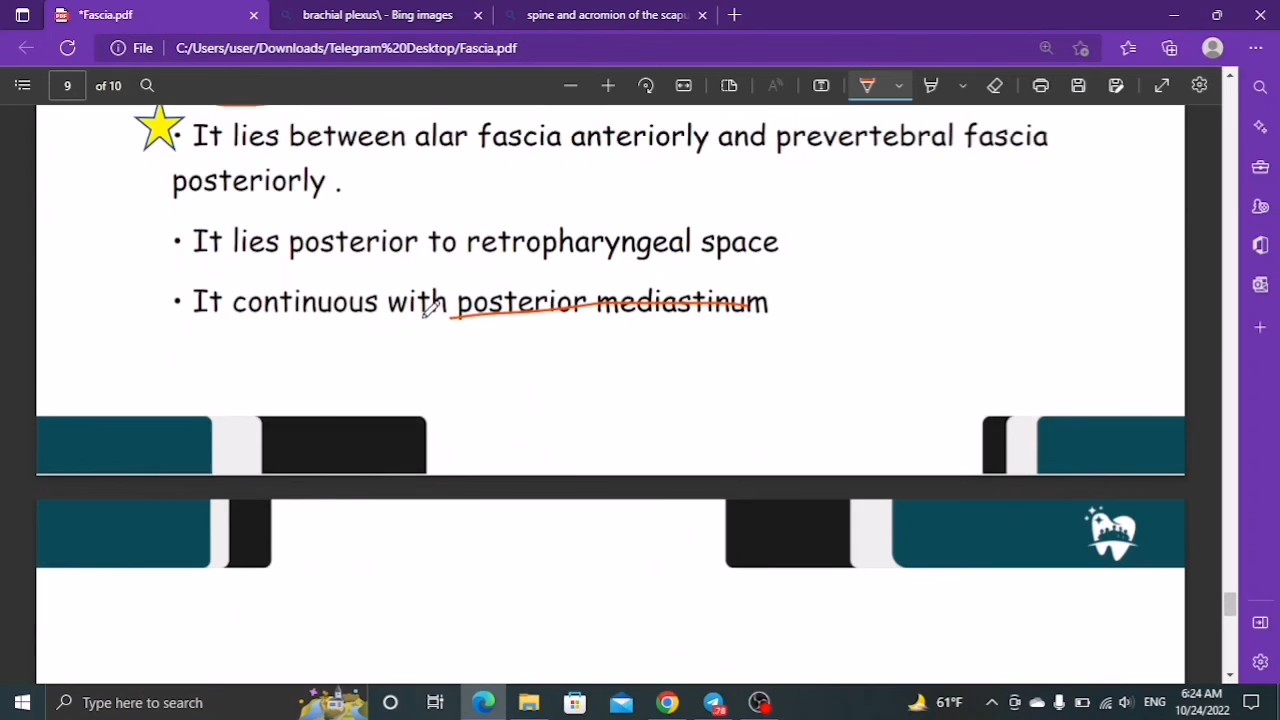 *Fascia.pdf
brachial plexus\ - Bing images
spine and acromion of the scapu
File
C:/Users/user/Downloads/Telegram%20Desktop/Fascia.pdf
9 of 10
• It lies between alar fascia anteriorly and prevertebral fascia
posteriorly .
• It lies posterior to retropharyngeal space
• It continuous with posterior mediastinum
Type here to search
78
61°F
ENG
6:24 AM
10/24/2022